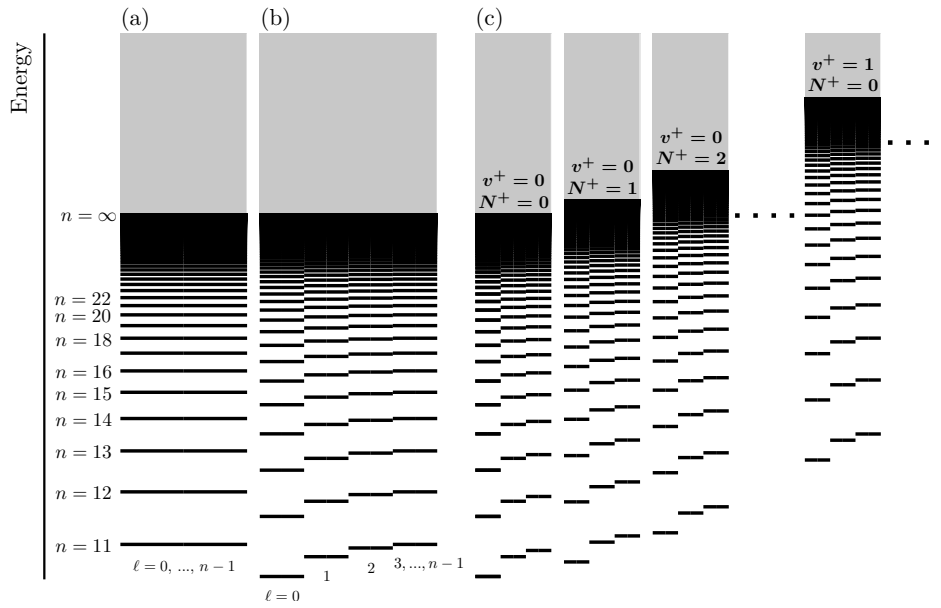 (a)
(b)
(c)
Energy
v⁺ = 1
N⁺ = 0
v⁺ = 0
N⁺ = 2
v⁺ = 0
N⁺ = 1
v⁺ = 0
N⁺ = 0
n = ∞
n = 22
n = 20
n = 18
n = 16
n = 15
n = 14
n = 13
n = 12
n = 11
ℓ = 0, ..., n − 1
ℓ = 0
1
2
3, ..., n − 1